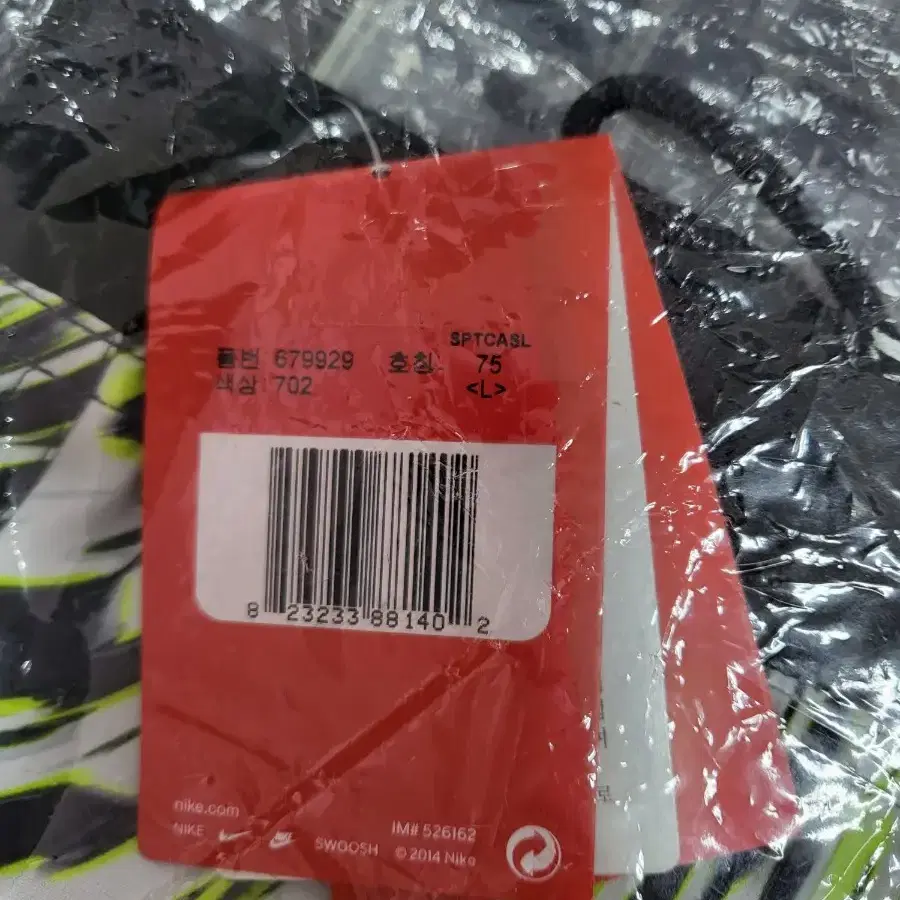 SPTCASL
품번 679929 호칭 75
색상 702 <L>
8 23233 88140 2
nike.com
NIKE SWOOSH
IM# 526162
© 2014 Nike
로